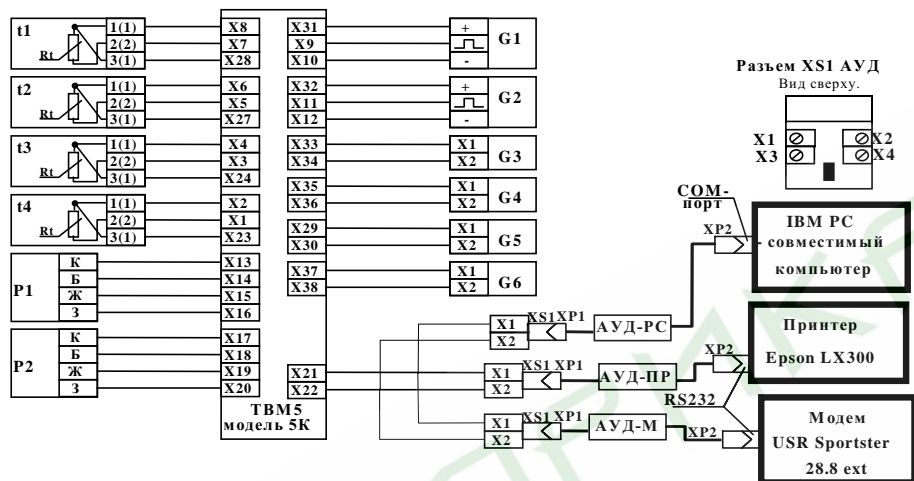 t1
Rt
1(1)
2(2)
3(1)
X8
X7
X28
t2
Rt
1(1)
2(2)
3(1)
X6
X5
X27
t3
Rt
1(1)
2(2)
3(1)
X4
X3
X24
t4
Rt
1(1)
2(2)
3(1)
X2
X1
X23
P1
К
Б
Ж
З
X13
X14
X15
X16
P2
К
Б
Ж
З
X17
X18
X19
X20
X31
X9
X10
+
-
G1
X32
X11
X12
+
-
G2
X33
X34
X1
X2
G3
X35
X36
X1
X2
G4
X29
X30
X1
X2
G5
X37
X38
X1
X2
G6
X21
X22
ТВМ5
модель 5К
X1
X2
XS1 XP1
АУД-РС
XP2
X1
X2
XS1 XP1
АУД-ПР
XP2
X1
X2
XS1 XP1
АУД-М
XP2
RS232
Разъем XS1 АУД
Вид сверху.
X1
X2
X3
X4
COM-
порт
IBM PC
- совместимый
компьютер
Принтер
Epson LX300
Модем
USR Sportster
28.8 ext